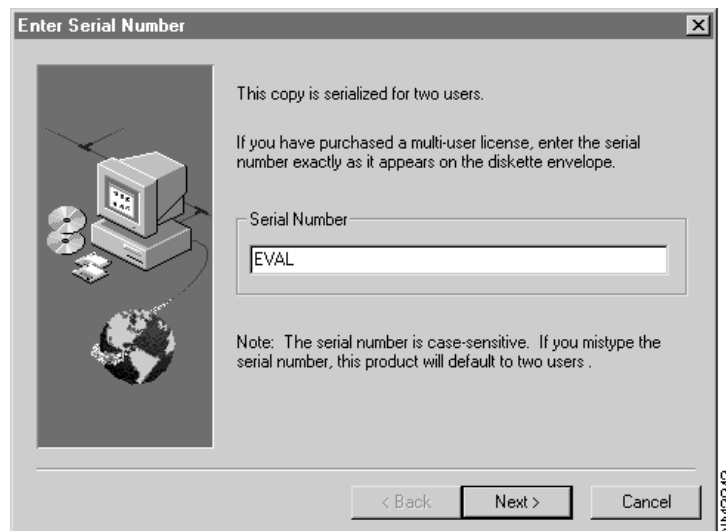 Enter Serial Number
This copy is serialized for two users.
If you have purchased a multi-user license, enter the serial
number exactly as it appears on the diskette envelope.
Serial Number
EVAL
Note:  The serial number is case-sensitive.  If you mistype the
serial number, this product will default to two users .
< Back
Next >
Cancel